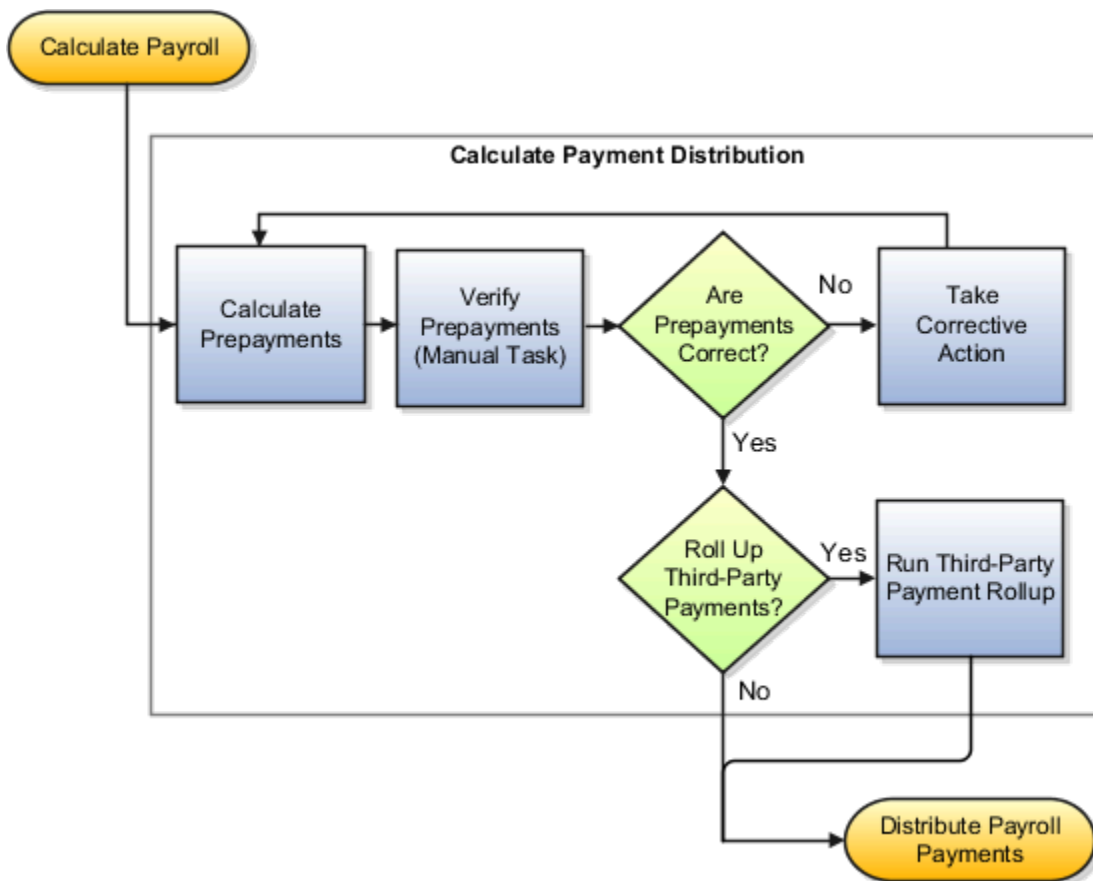 Calculate Payroll
Calculate Payment Distribution
Calculate
Prepayments
Verify
Prepayments
(Manual Task)
Are
Prepayments
Correct?
No
Take
Corrective
Action
Yes
Roll Up
Third-Party
Payments?
Yes
Run Third-Party
Payment Rollup
No
Distribute Payroll
Payments